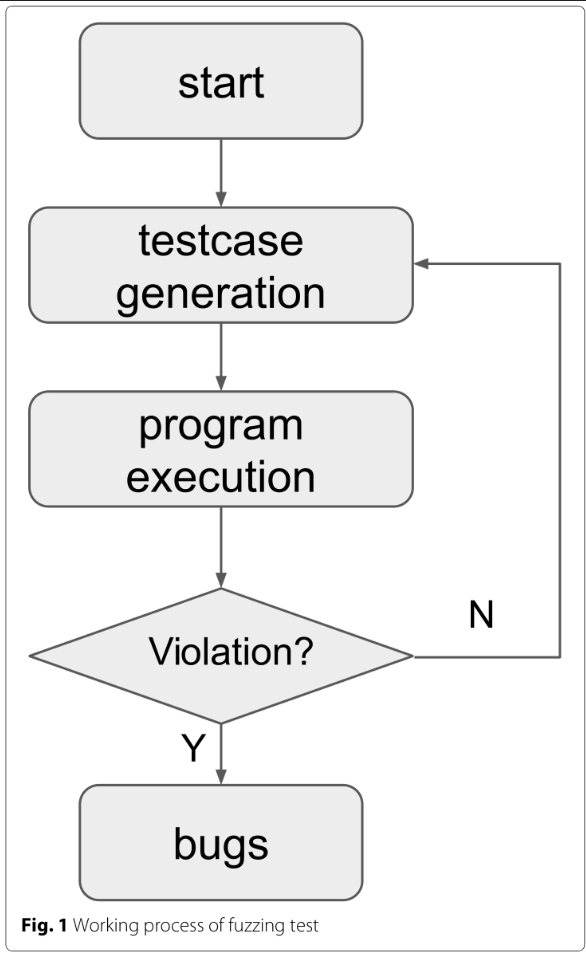 start
testcase
generation
program
execution
Violation?
N
Y
bugs
Fig. 1 Working process of fuzzing test